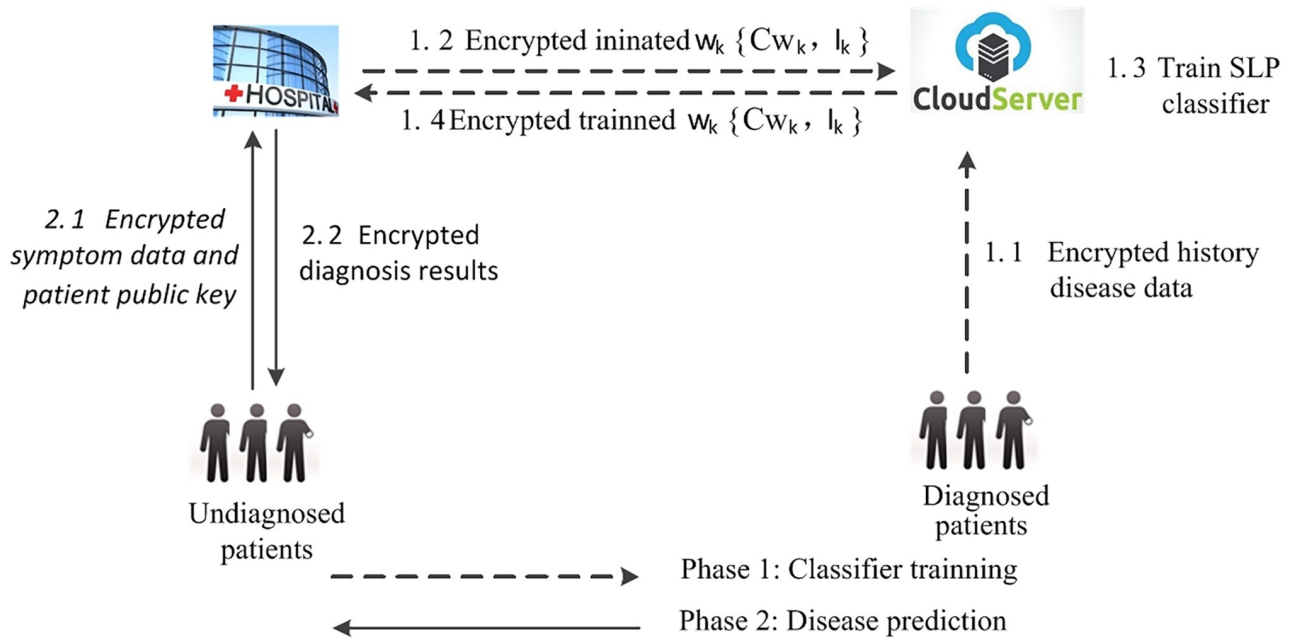 1. 2 Encrypted ininated wₖ {Cwₖ, lₖ}
1. 3 Train SLP
classifier
+HOSPITAL
CloudServer
1. 4 Encrypted trainned wₖ {Cwₖ, lₖ}
2. 1 Encrypted
symptom data and
patient public key
2. 2 Encrypted
diagnosis results
1. 1 Encrypted history
disease data
Undiagnosed
patients
Diagnosed
patients
Phase 1: Classifier trainning
Phase 2: Disease prediction